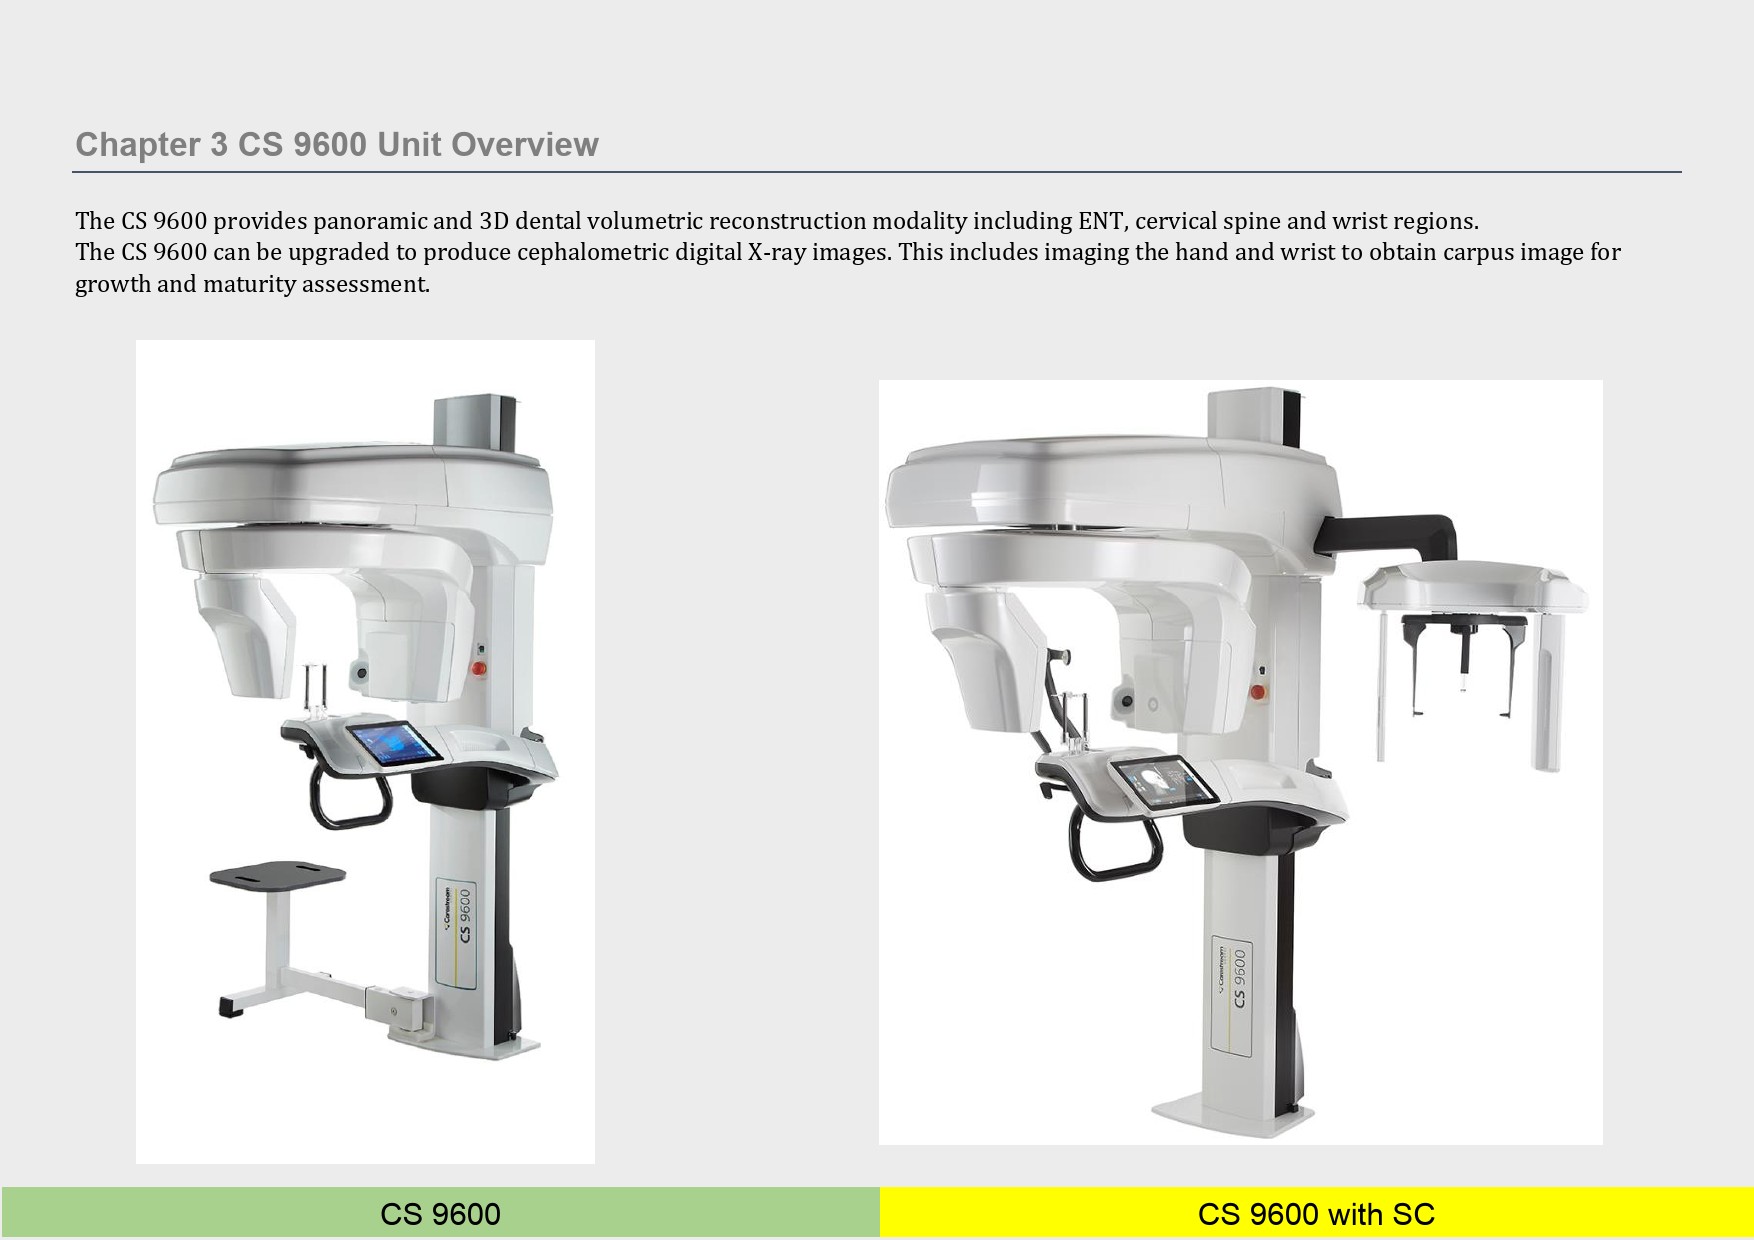 Chapter 3 CS 9600 Unit Overview
The CS 9600 provides panoramic and 3D dental volumetric reconstruction modality including ENT, cervical spine and wrist regions.
The CS 9600 can be upgraded to produce cephalometric digital X-ray images. This includes imaging the hand and wrist to obtain carpus image for
growth and maturity assessment.
Carestream
CS 9600
Carestream
CS 9600
CS 9600
CS 9600 with SC